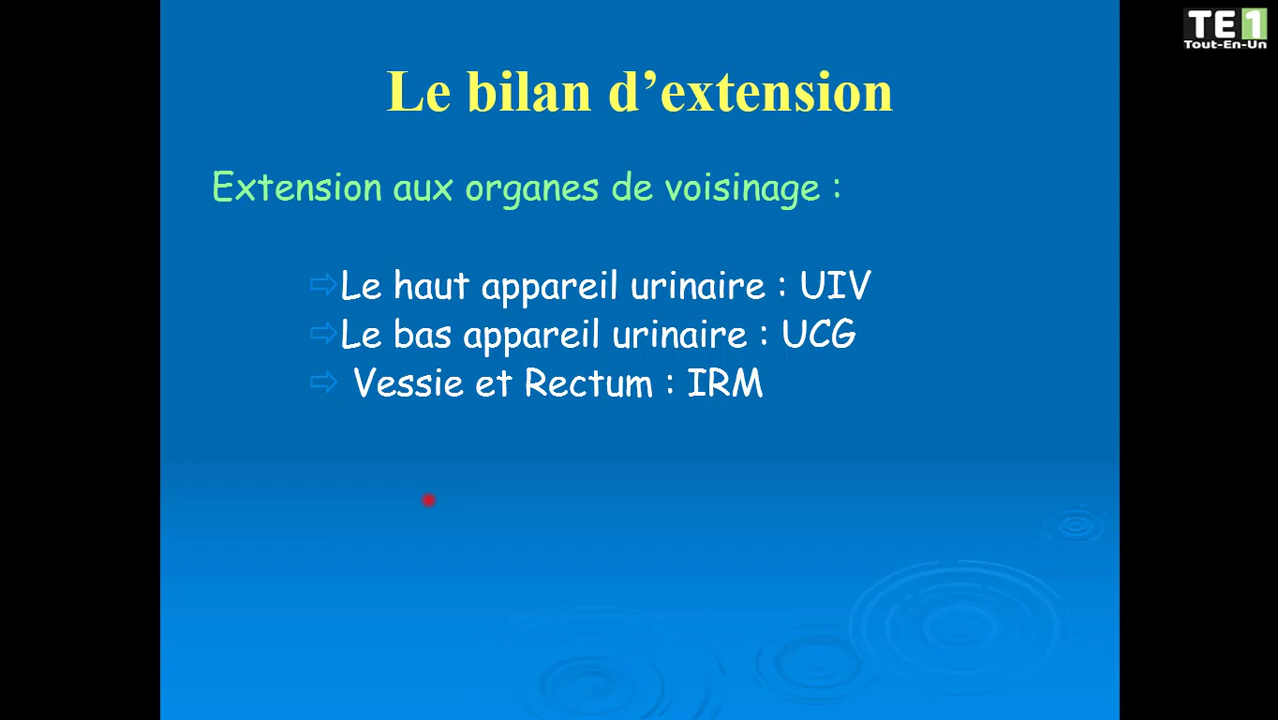 TE1
Tout-En-Un
Le bilan d’extension
Extension aux organes de voisinage :
⇨Le haut appareil urinaire : UIV
⇨Le bas appareil urinaire : UCG
⇨ Vessie et Rectum : IRM